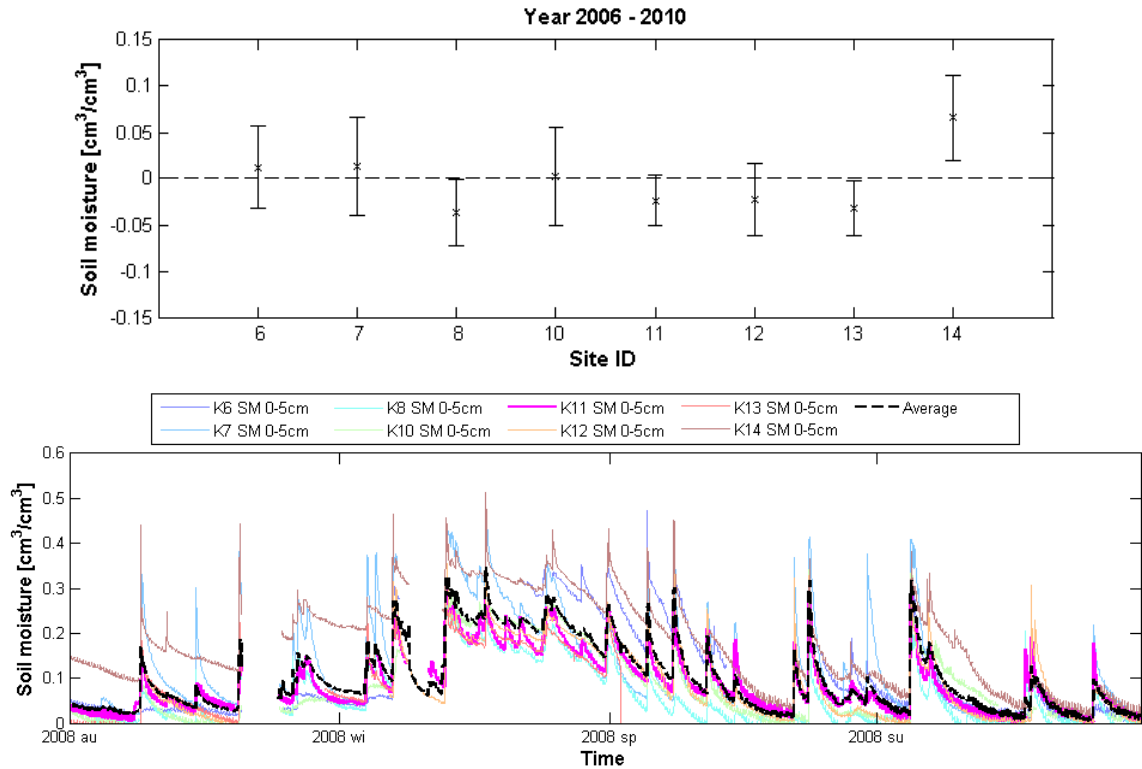 Year 2006 - 2010
0.15
0.1
0.05
0
-0.05
-0.1
-0.15
Soil moisture [cm³/cm³]
6 7 8 10 11 12 13 14
Site ID
K6 SM 0-5cm K8 SM 0-5cm K11 SM 0-5cm K13 SM 0-5cm Average
K7 SM 0-5cm K10 SM 0-5cm K12 SM 0-5cm K14 SM 0-5cm
0.6
0.5
0.4
0.3
0.2
0.1
0
Soil moisture [cm³/cm³]
2008 au 2008 wi 2008 sp 2008 su
Time